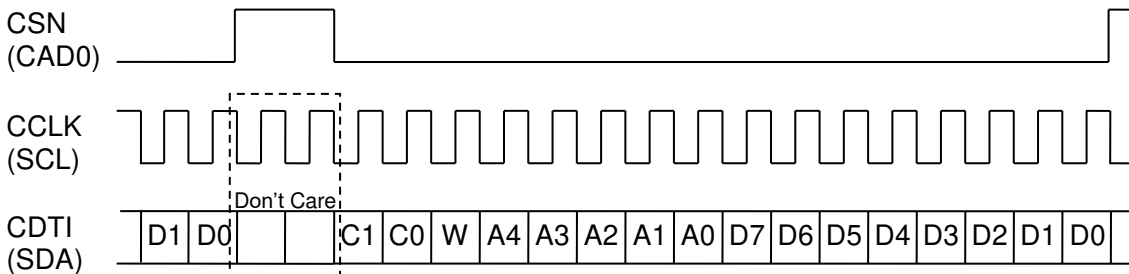 CSN
(CAD0)
CCLK
(SCL)
Don't Care
CDTI
(SDA)
D1 D0 C1 C0 W A4 A3 A2 A1 A0 D7 D6 D5 D4 D3 D2 D1 D0